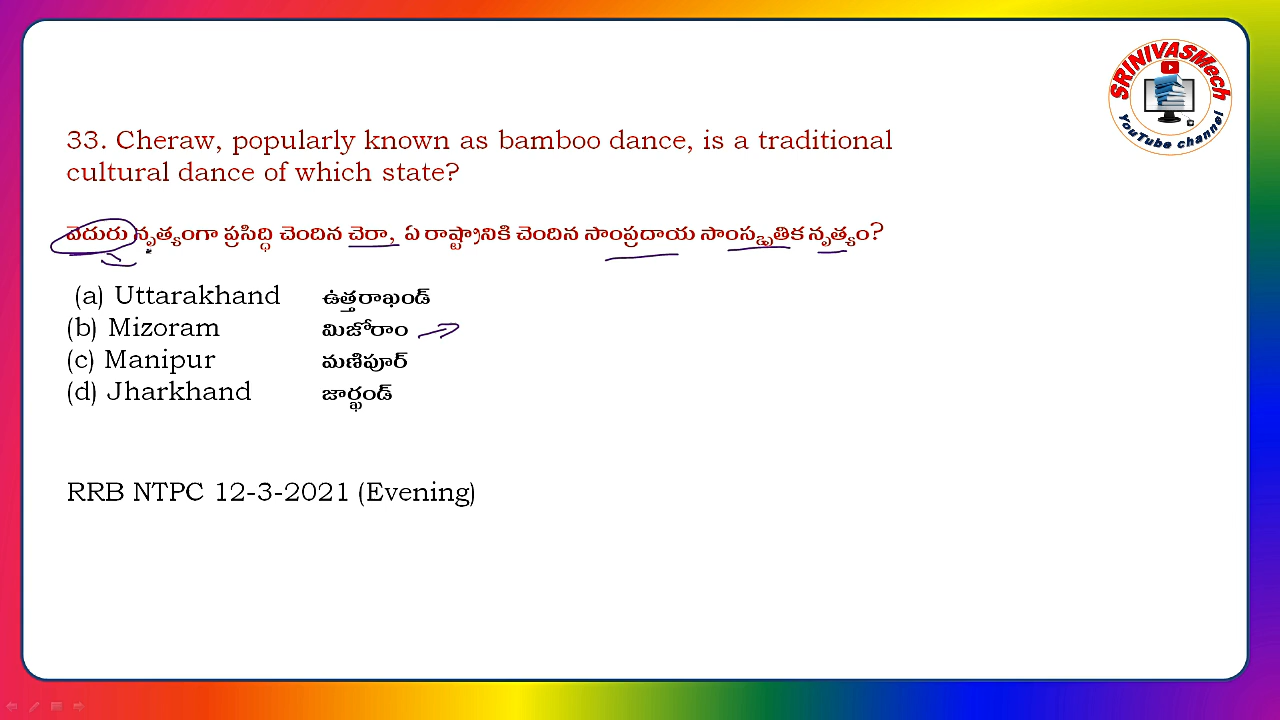 SRINIVASMech
YouTube channel
33. Cheraw, popularly known as bamboo dance, is a traditional
cultural dance of which state?
వెదురు నృత్యంగా ప్రసిద్ధి చెందిన చెరా, ఏ రాష్ట్రానికి చెందిన సాంప్రదాయ సాంస్కృతిక నృత్యం?
(a) Uttarakhand ఉత్తరాఖండ్
(b) Mizoram మిజోరాం
(c) Manipur మణిపూర్
(d) Jharkhand జార్ఖండ్
RRB NTPC 12-3-2021 (Evening)